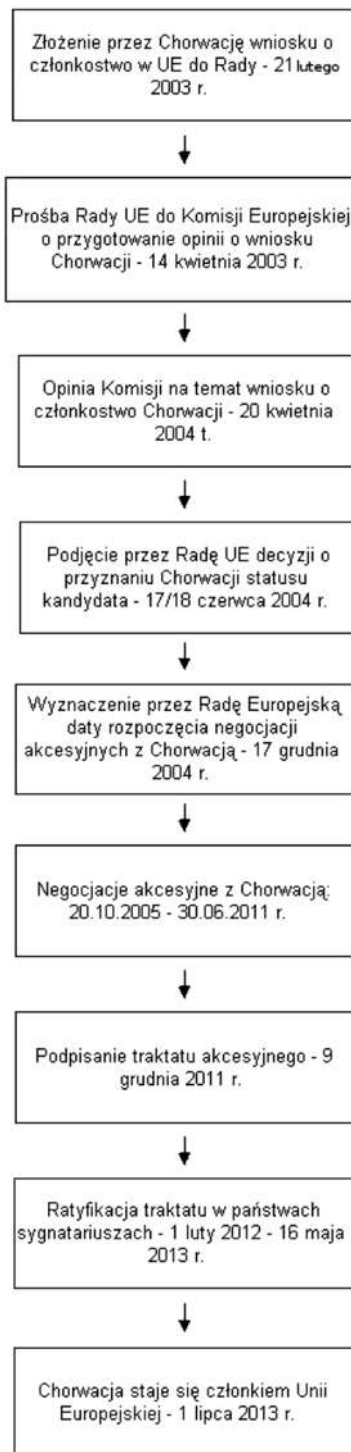 Złożenie przez Chorwację wniosku o
członkostwo w UE do Rady - 21 lutego
2003 r.
Prośba Rady UE do Komisji Europejskiej
o przygotowanie opinii o wniosku
Chorwacji - 14 kwietnia 2003 r.
Opinia Komisji na temat wniosku o
członkostwo Chorwacji - 20 kwietnia
2004 t.
Podjęcie przez Radę UE decyzji o
przyznaniu Chorwacji statusu
kandydata - 17/18 czerwca 2004 r.
Wyznaczenie przez Radę Europejską
daty rozpoczęcia negocjacji
akcesyjnych z Chorwacją - 17 grudnia
2004 r.
Negocjacje akcesyjne z Chorwacją:
20.10.2005 - 30.06.2011 r.
Podpisanie traktatu akcesyjnego - 9
grudnia 2011 r.
Ratyfikacja traktatu w państwach
sygnatariuszach - 1 luty 2012 - 16 maja
2013 r.
Chorwacja staje się członkiem Unii
Europejskiej - 1 lipca 2013 r.